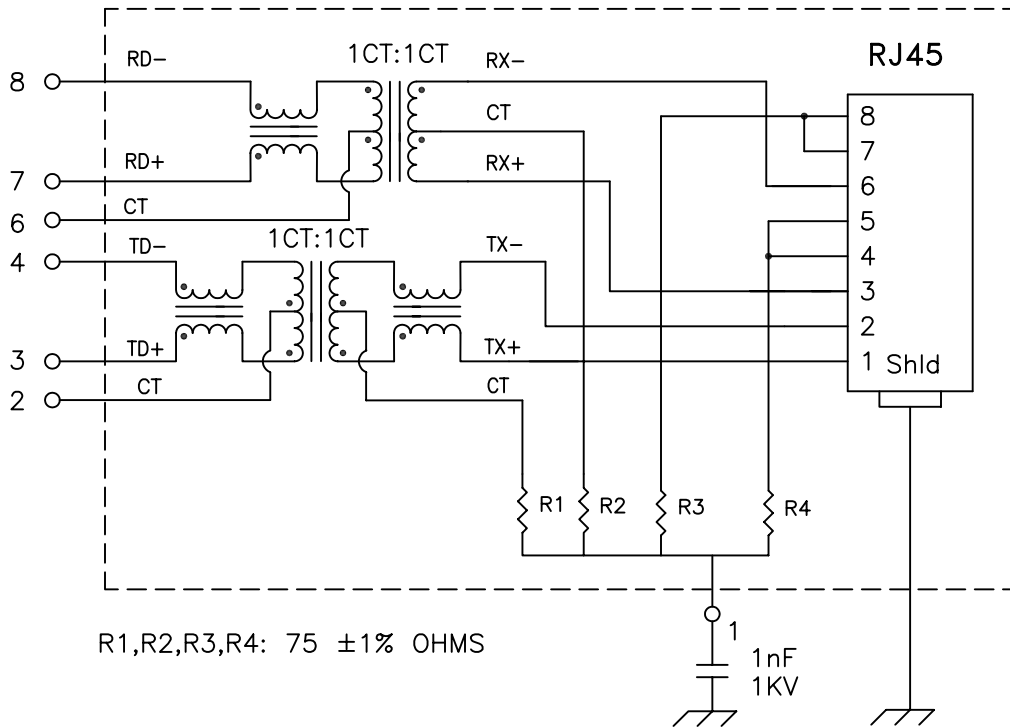 RD- 1CT:1CT RX- RJ45
8
CT 8
7
RD+ RX+
7 6
6 CT
5
4 TD- 1CT:1CT TX- 4
3
2
3 TD+ TX+ 1 Shld
2 CT CT
R1 R2 R3 R4
1
R1,R2,R3,R4: 75 ±1% OHMS
1nF
1KV